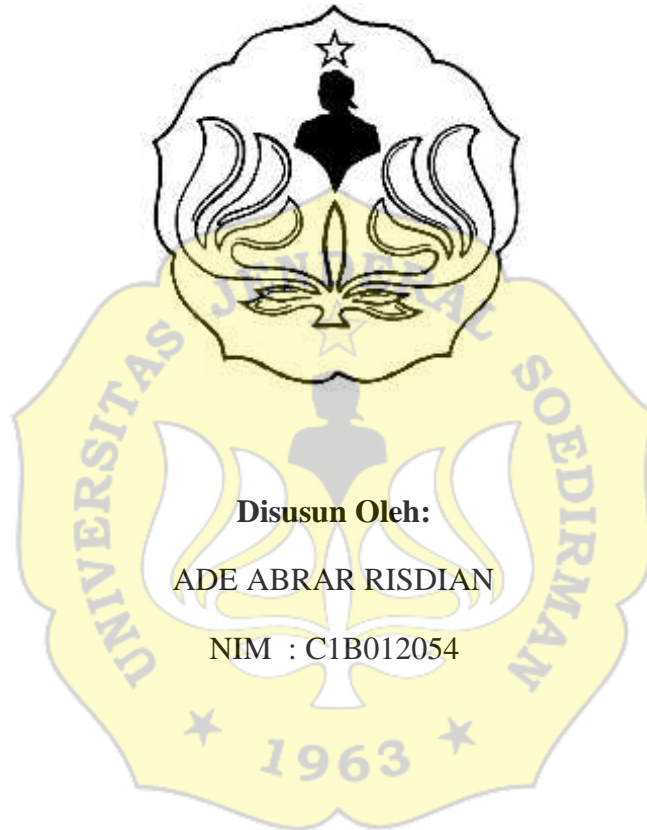 UNIVERSITAS JENDERAL SOEDIRMAN
Disusun Oleh:
ADE ABRAR RISDIAN
NIM : C1B012054
1963